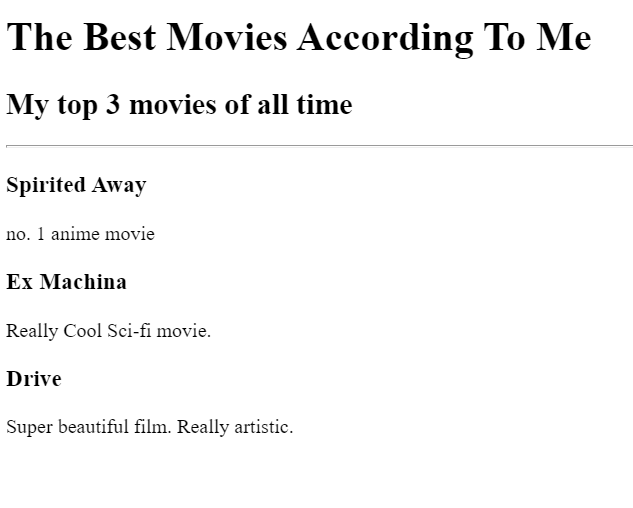 The Best Movies According To Me
My top 3 movies of all time
Spirited Away
no. 1 anime movie
Ex Machina
Really Cool Sci-fi movie.
Drive
Super beautiful film. Really artistic.